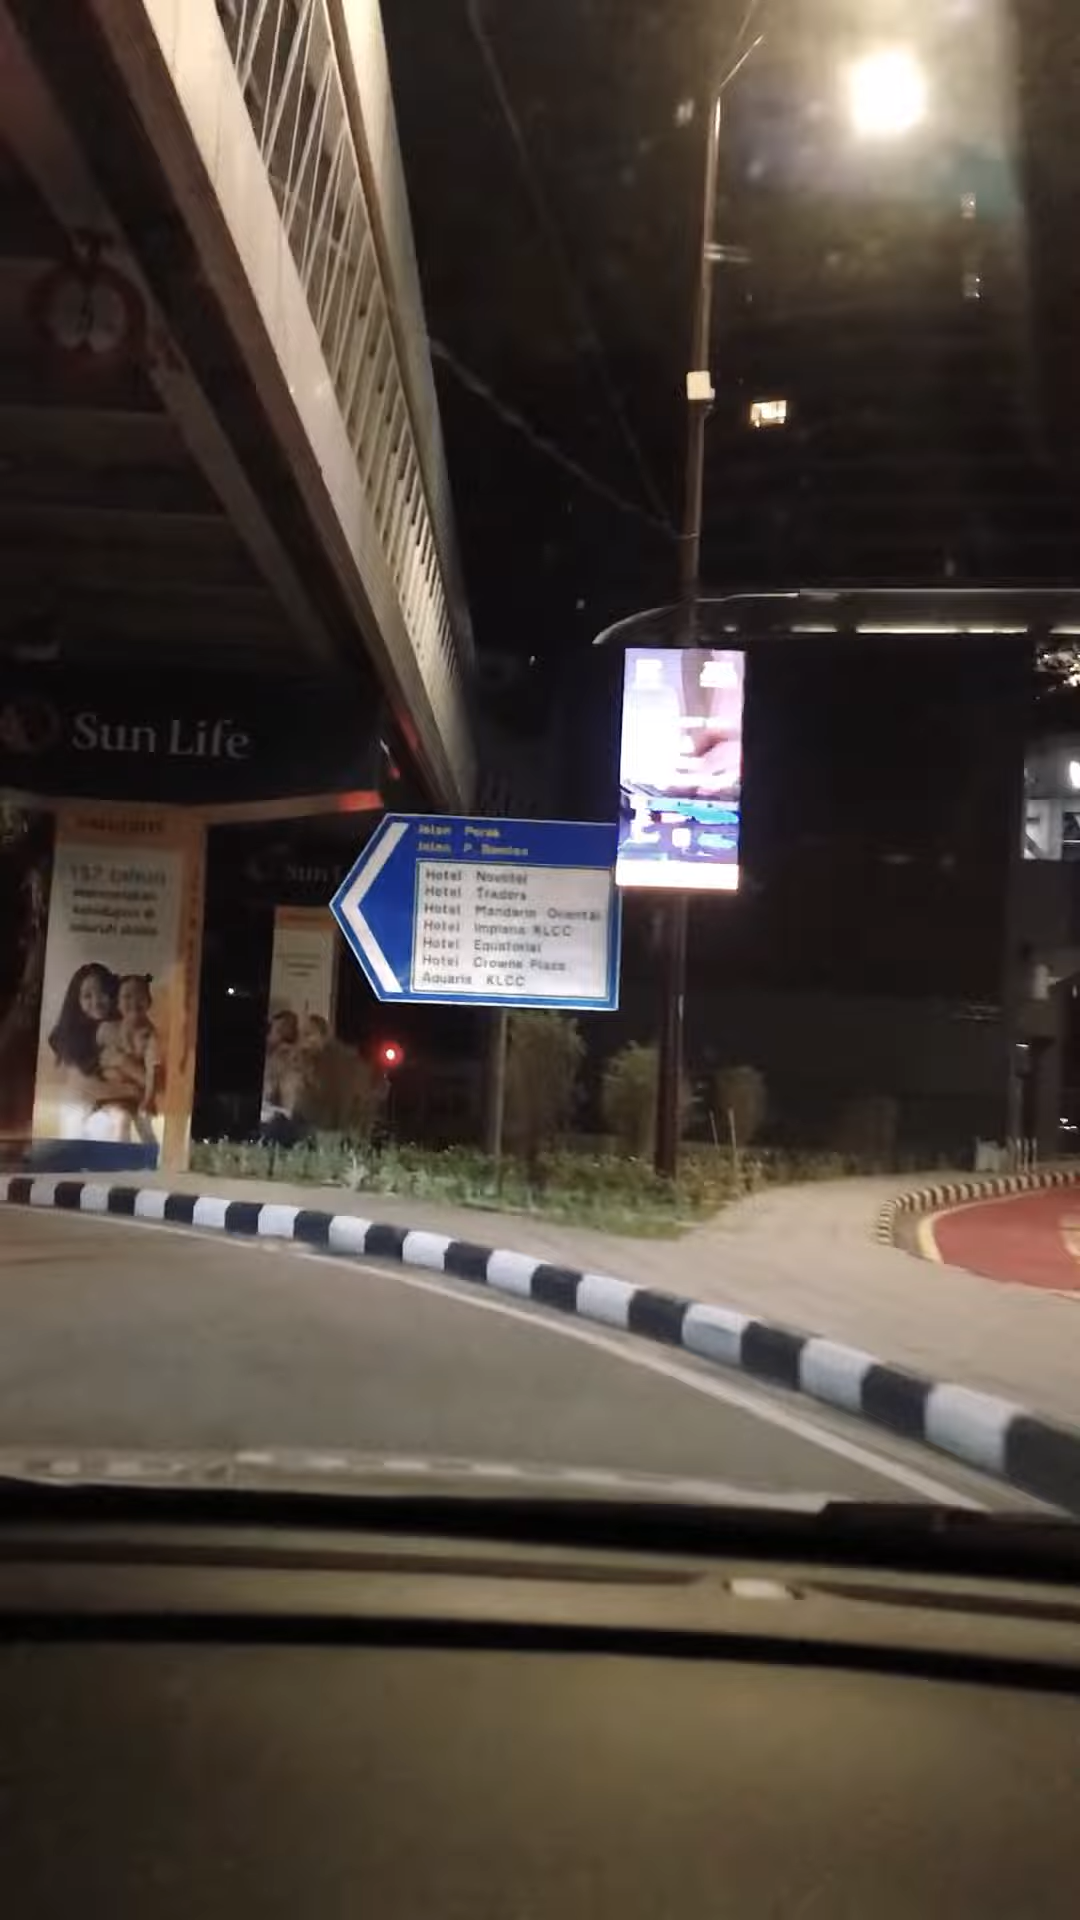 Sun Life
157 tahun
Jalan Perak
Jalan P. Ramlee
Hotel Novotel
Hotel Traders
Hotel Mandarin Oriental
Hotel Impiana KLCC
Hotel Equatorial
Hotel Crowne Plaza
Aquaria KLCC
Sun